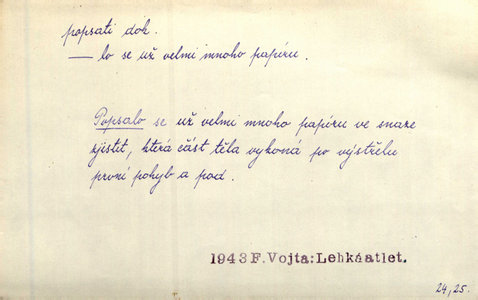 popsati dok.
— lo se už velmi mnoho papíru.
Popsalo se už velmi mnoho papíru ve snaze
zjistit, která část těla vykoná po výstřelu
první pohyb a pod.
1943 F. Vojta: Lehkáatlet.
24, 25.